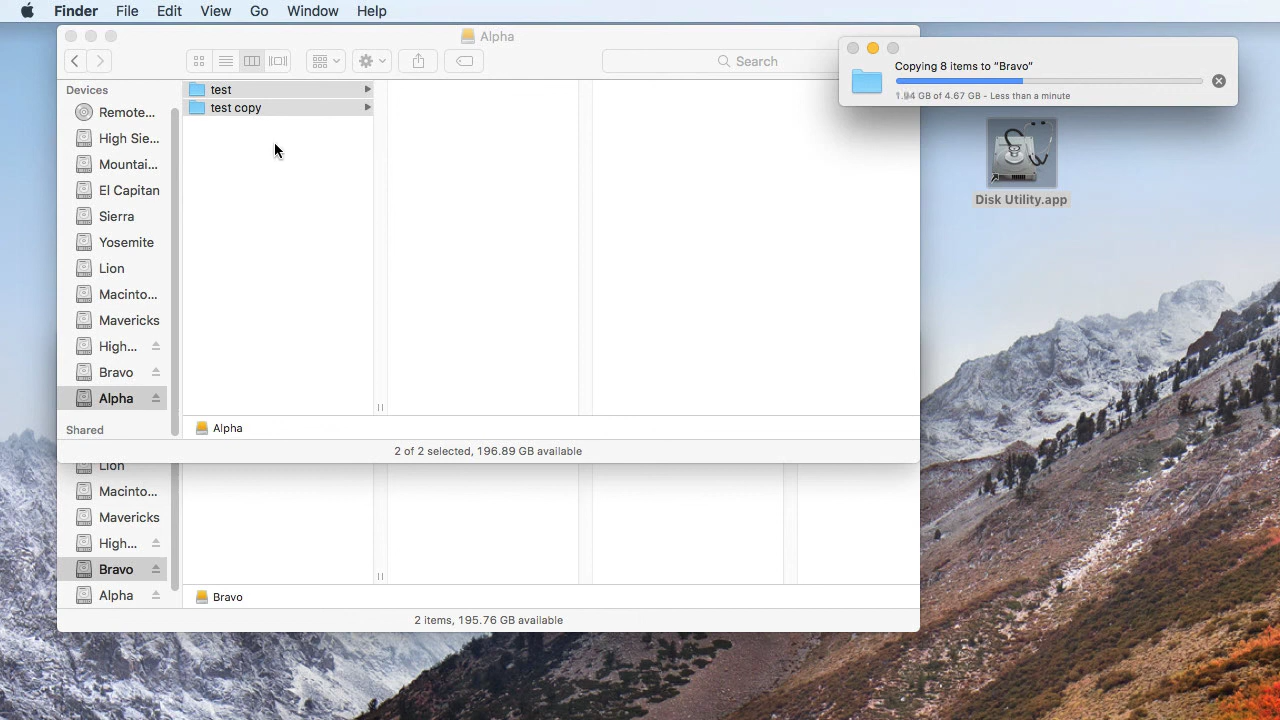 Finder File Edit View Go Window Help
Alpha
Search
Copying 8 items to “Bravo”
1.94 GB of 4.67 GB - Less than a minute
Disk Utility.app
Devices
Remote...
High Sie...
Mountai...
El Capitan
Sierra
Yosemite
Lion
Macinto...
Mavericks
High...
Bravo
Alpha
Shared
test
test copy
Alpha
2 of 2 selected, 196.89 GB available
Lion
Macinto...
Mavericks
High...
Bravo
Alpha
Bravo
2 items, 195.76 GB available